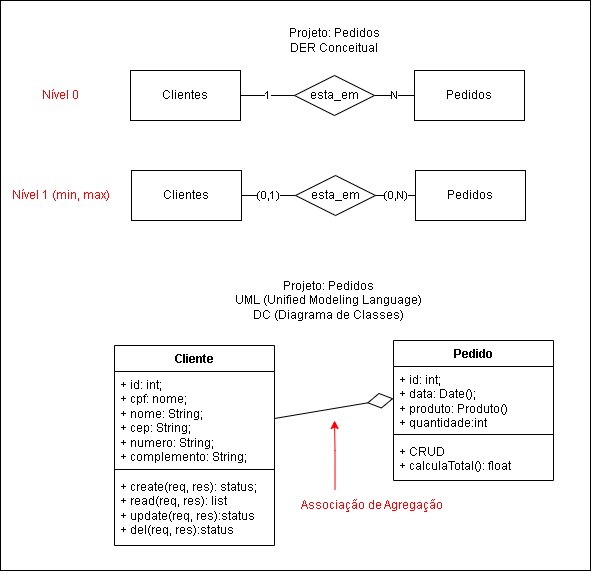 Projeto: Pedidos
DER Conceitual
Nível 0
Clientes
1
esta_em
N
Pedidos
Nível 1 (min, max)
Clientes
(0,1)
esta_em
(0,N)
Pedidos
Projeto: Pedidos
UML (Unified Modeling Language)
DC (Diagrama de Classes)
Cliente
+ id: int;
+ cpf: nome;
+ nome: String;
+ cep: String;
+ numero: String;
+ complemento: String;
+ create(req, res): status;
+ read(req, res): list
+ update(req, res):status
+ del(req, res):status
Pedido
+ id: int;
+ data: Date();
+ produto: Produto()
+ quantidade:int
+ CRUD
+ calculaTotal(): float
Associação de Agregação